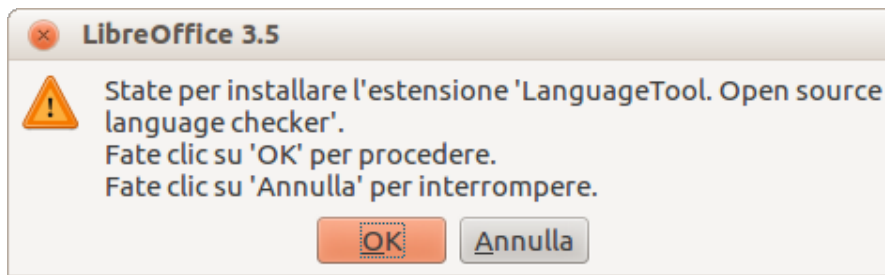 LibreOffice 3.5
State per installare l'estensione 'LanguageTool. Open source
language checker'.
Fate clic su 'OK' per procedere.
Fate clic su 'Annulla' per interrompere.
OK Annulla